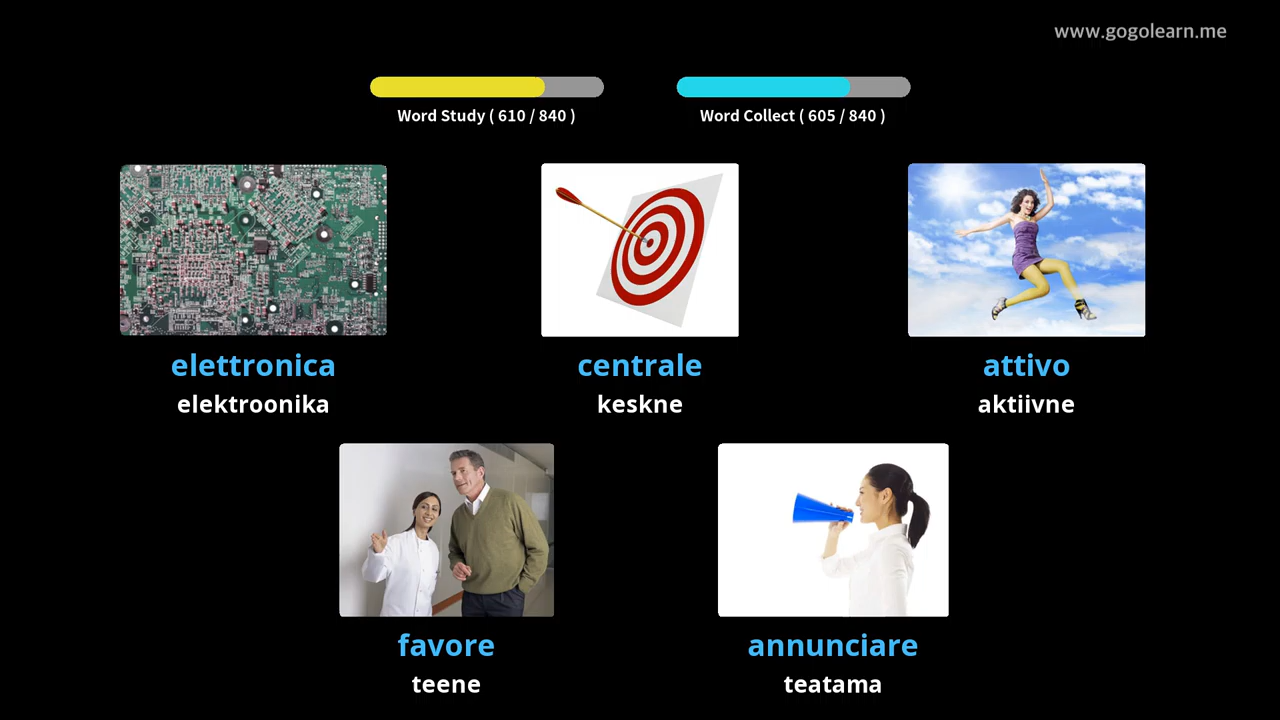 www.gogolearn.me
Word Study ( 610 / 840 )
Word Collect ( 605 / 840 )
elettronica
elektroonika
centrale
keskne
attivo
aktiivne
favore
teene
annunciare
teatama